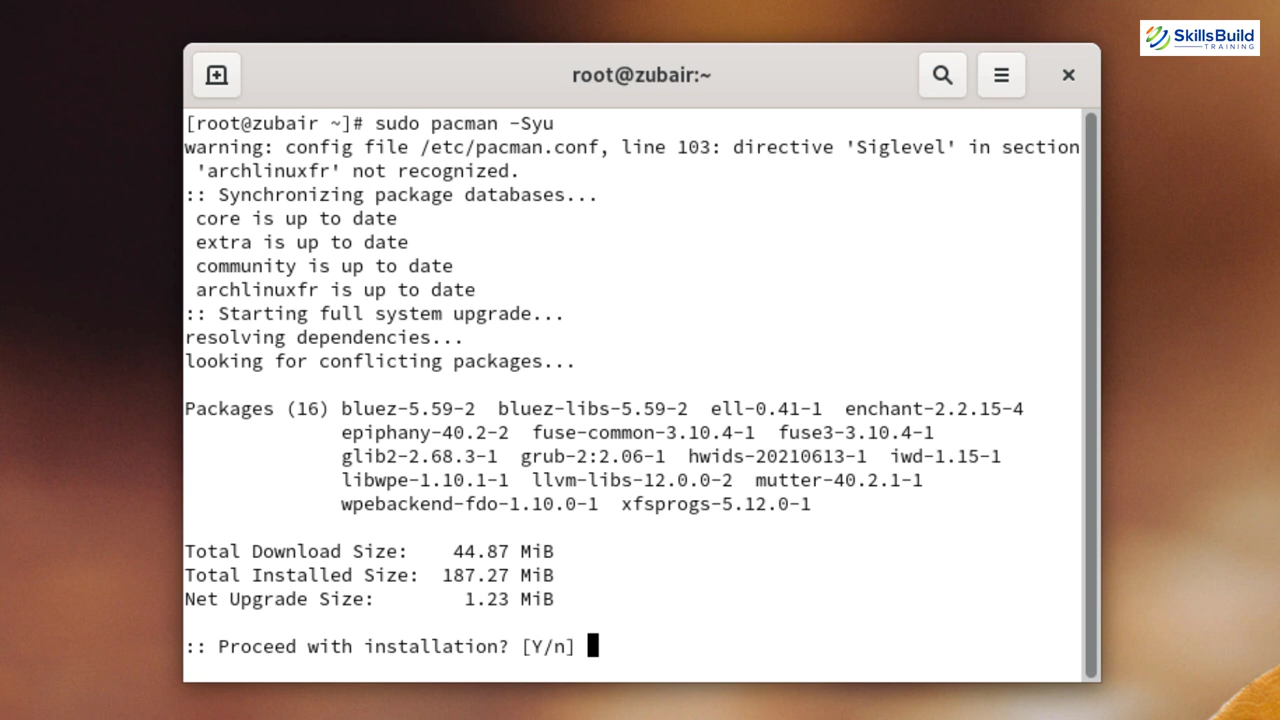 SkillsBuild
TRAINING
root@zubair:~
[root@zubair ~]# sudo pacman -Syu
warning: config file /etc/pacman.conf, line 103: directive 'Siglevel' in section
 'archlinuxfr' not recognized.
:: Synchronizing package databases...
 core is up to date
 extra is up to date
 community is up to date
 archlinuxfr is up to date
:: Starting full system upgrade...
resolving dependencies...
looking for conflicting packages...
Packages (16) bluez-5.59-2  bluez-libs-5.59-2  ell-0.41-1  enchant-2.2.15-4
              epiphany-40.2-2  fuse-common-3.10.4-1  fuse3-3.10.4-1
              glib2-2.68.3-1  grub-2:2.06-1  hwids-20210613-1  iwd-1.15-1
              libwpe-1.10.1-1  llvm-libs-12.0.0-2  mutter-40.2.1-1
              wpebackend-fdo-1.10.0-1  xfsprogs-5.12.0-1
Total Download Size:    44.87 MiB
Total Installed Size:  187.27 MiB
Net Upgrade Size:        1.23 MiB
:: Proceed with installation? [Y/n]